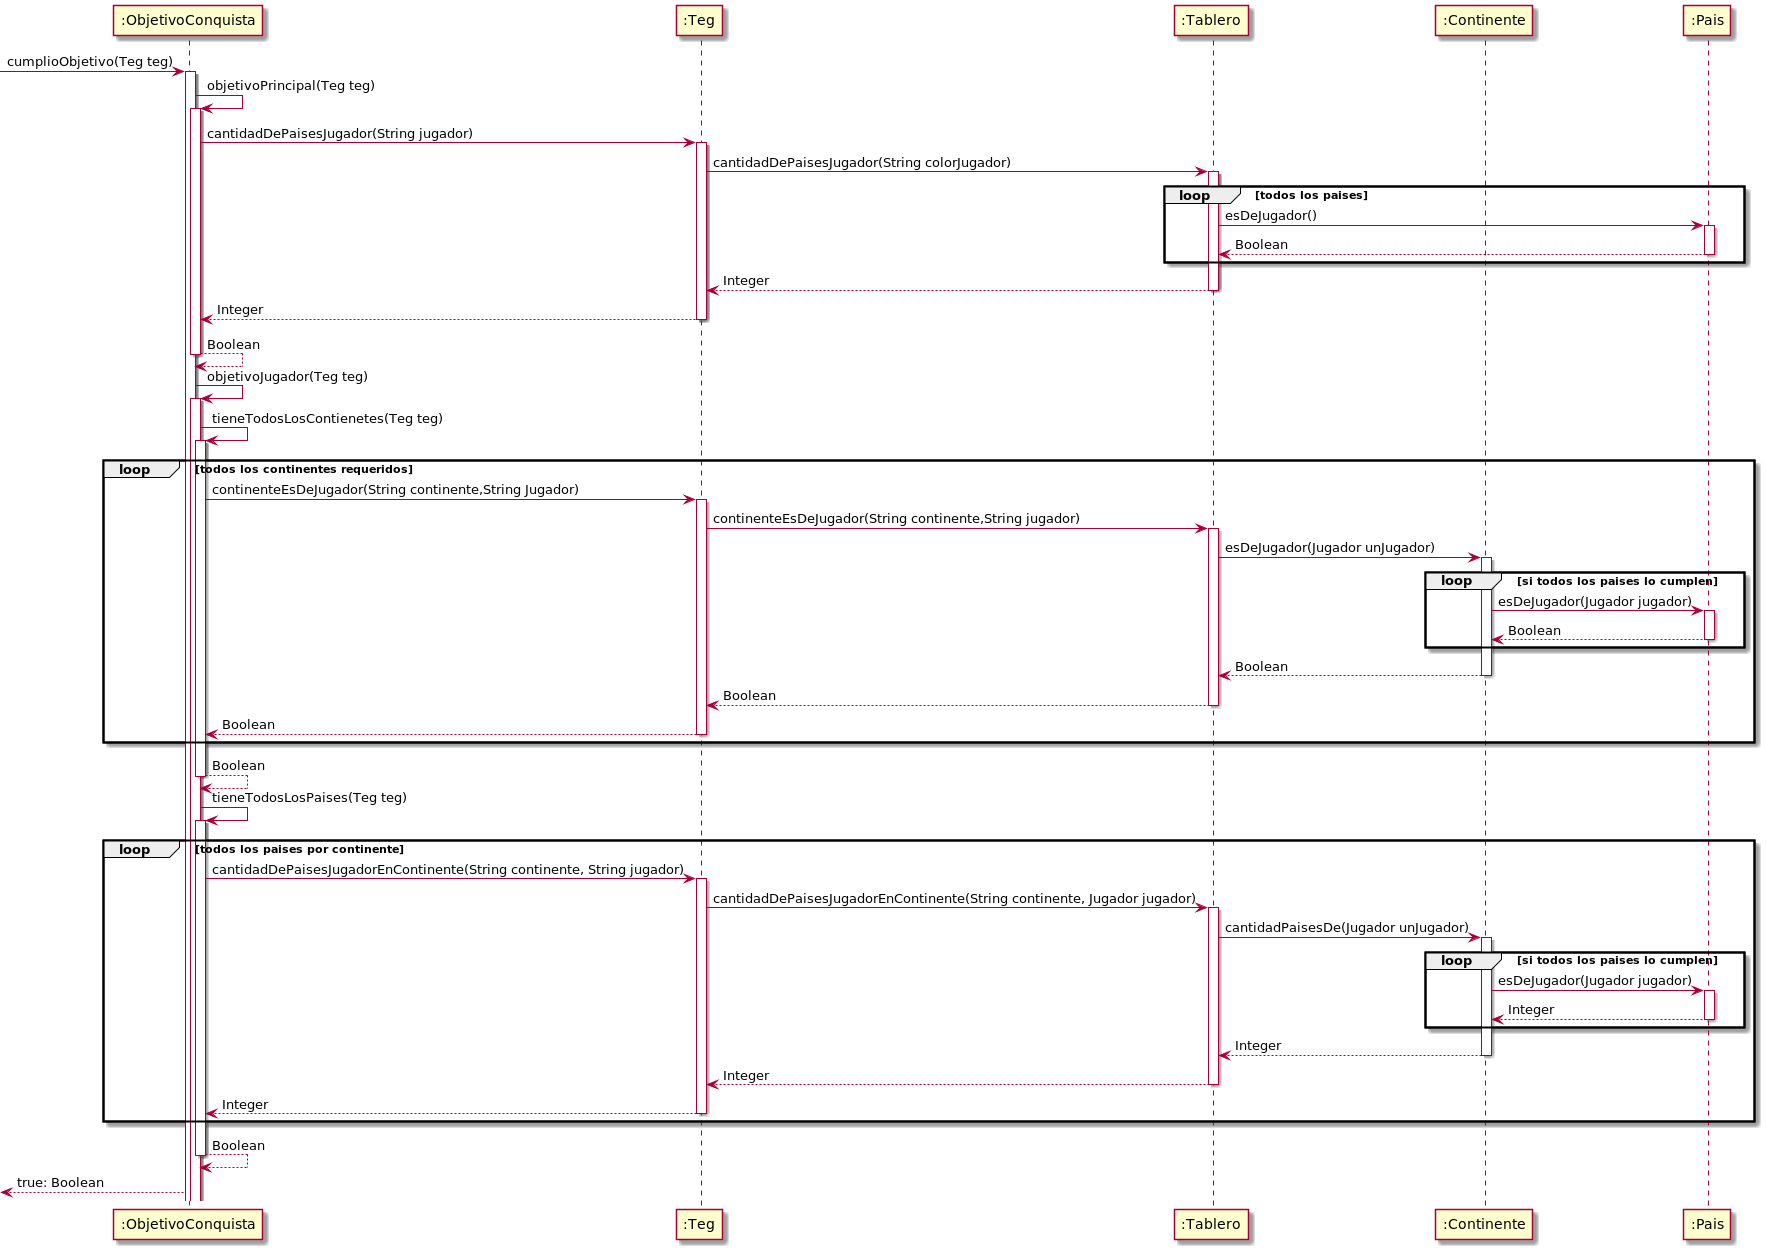 :ObjetivoConquista :Teg :Tablero :Continente :Pais
cumplioObjetivo(Teg teg)
objetivoPrincipal(Teg teg)
cantidadDePaisesJugador(String jugador)
cantidadDePaisesJugador(String colorJugador)
loop [todos los paises]
esDeJugador()
Boolean
Integer
Integer
Boolean
objetivoJugador(Teg teg)
tieneTodosLosContienetes(Teg teg)
loop [todos los continentes requeridos]
continenteEsDeJugador(String continente,String Jugador)
continenteEsDeJugador(String continente,String jugador)
esDeJugador(Jugador unJugador)
loop [si todos los paises lo cumplen]
esDeJugador(Jugador jugador)
Boolean
Boolean
Boolean
Boolean
Boolean
tieneTodosLosPaises(Teg teg)
loop [todos los paises por continente]
cantidadDePaisesJugadorEnContinente(String continente, String jugador)
cantidadDePaisesJugadorEnContinente(String continente, Jugador jugador)
cantidadPaisesDe(Jugador unJugador)
loop [si todos los paises lo cumplen]
esDeJugador(Jugador jugador)
Integer
Integer
Integer
Integer
Boolean
true: Boolean
:ObjetivoConquista :Teg :Tablero :Continente :Pais